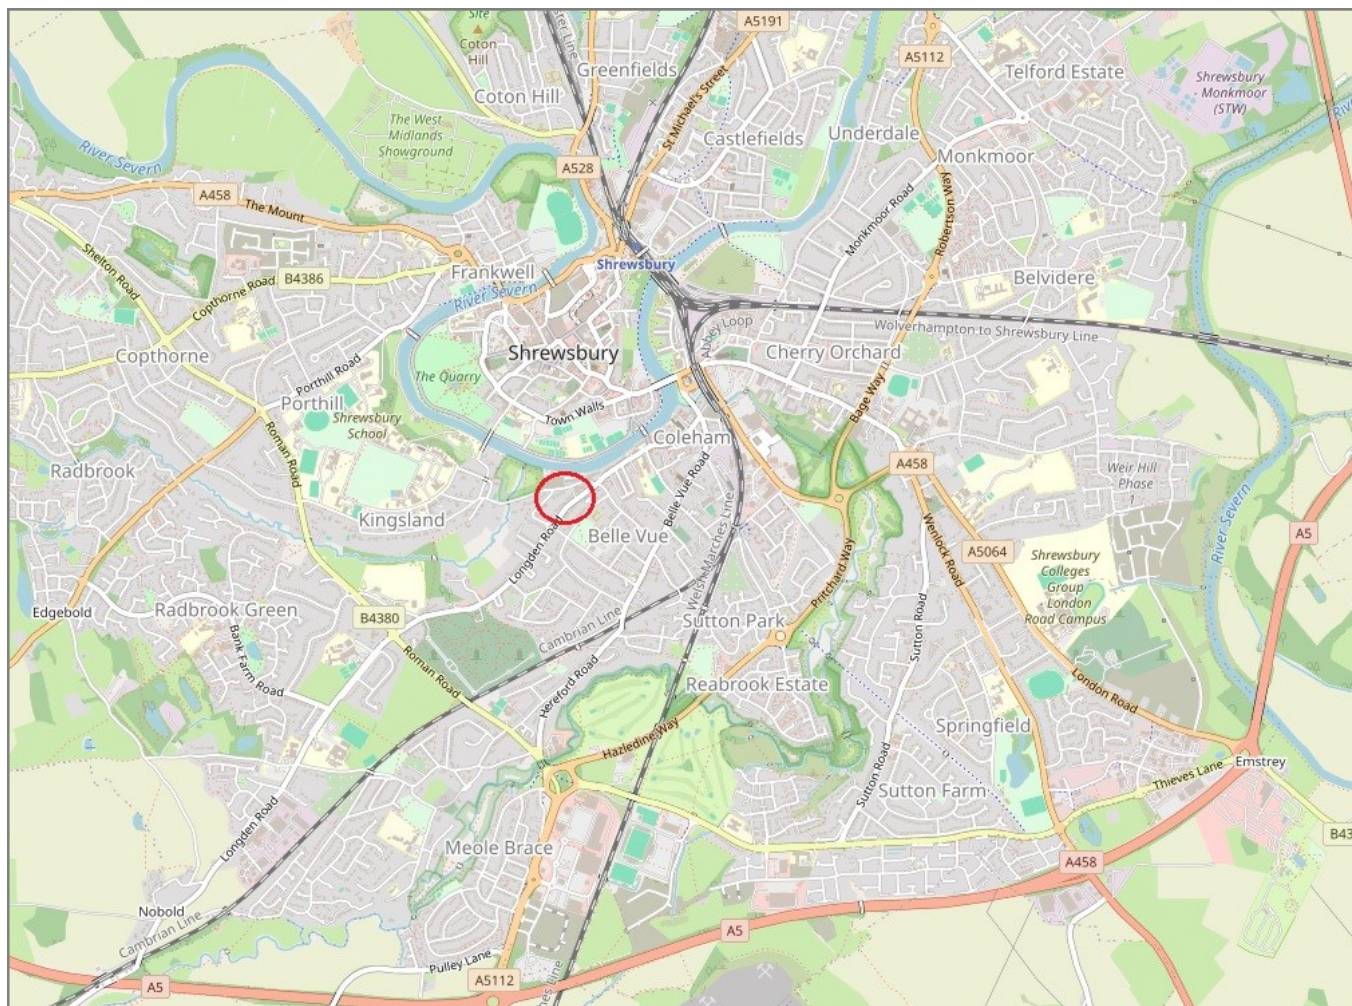 Site
Coton
Hill
Greenfields
ter Line
A5191
A5112
Telford Estate
Shrewsbury
- Monkmoor
(STW)
River
Coton Hill
St Michael's Street
The West
Midlands
Showground
Castlefields
Underdale
Monkmoor
River Severn
A528
A458
The Mount
Monkmoor Road
Robertson Way
Shelton Road
Copthorne Road
B4386
Frankwell
Shrewsbury
River Severn
Belvidere
Abbey Loop
Wolverhampton to Shrewsbury Line
Copthorne
Porthill Road
Shrewsbury
Cherry Orchard
The Quarry
Porthill
Shrewsbury
School
Town Walls
Bage Way
Roman Road
Coleham
Radbrook
A458
Weir Hill
Phase
1
Belle Vue Road
Kingsland
Belle Vue
Longden Road
Welsh Marches Line
Wenlock Road
River Severn
A5
A5064
Shrewsbury
Colleges
Group
London
Road Campus
Pritchard Way
Edgebold
Radbrook Green
B4380
Cambrian Line
Sutton Park
Sutton Road
Bank Farm Road
Roman Road
Hereford Road
Reabrook Estate
London Road
Hazledine Way
Springfield
Sutton Road
Sutton Farm
Thieves Lane
Emstrey
Longden Road
Meole Brace
B43
A458
Nobold
Cambrian Line
A5
Pulley Lane
A5
A5112
nes Line